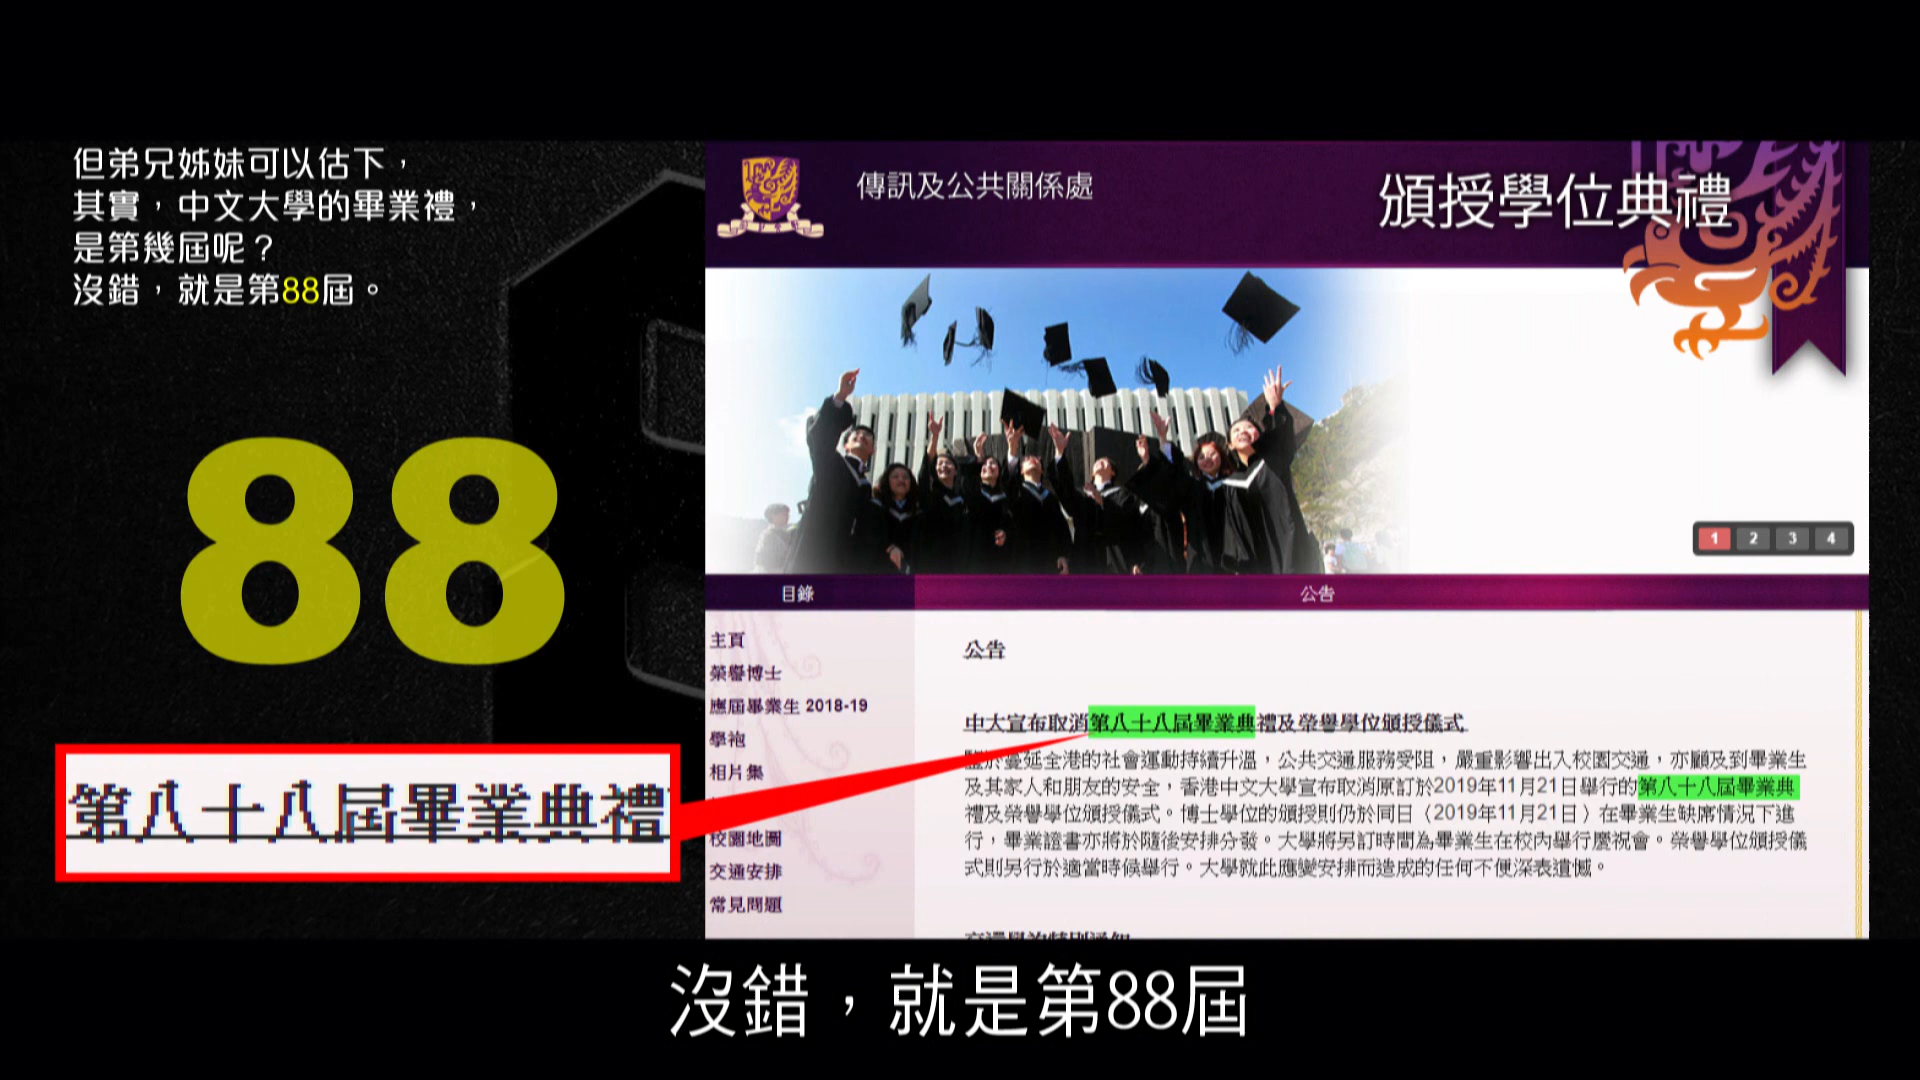 但弟兄姊妹可以估下，
其實，中文大學的畢業禮，
是第幾屆呢？
沒錯，就是第88屆。
88
第八十八屆畢業典禮
傳訊及公共關係處
頒授學位典禮
1 2 3 4
目錄
公告
主頁
榮譽博士
應屆畢業生 2018-19
學袍
相片集
校園地圖
交通安排
常見問題
公告
中大宣布取消第八十八屆畢業典禮及榮譽學位頒授儀式
鑒於蔓延全港的社會運動持續升溫，公共交通服務受阻，嚴重影響出入校園交通，亦顧及到畢業生
及其家人和朋友的安全，香港中文大學宣布取消原訂於2019年11月21日舉行的第八十八屆畢業典
禮及榮譽學位頒授儀式。博士學位的頒授則仍於同日（2019年11月21日）在畢業生缺席情況下進
行，畢業證書亦將於隨後安排分發。大學將另訂時間為畢業生在校內舉行慶祝會。榮譽學位頒授儀
式則另行於適當時候舉行。大學就此應變安排而造成的任何不便深表遺憾。
沒錯，就是第88屆